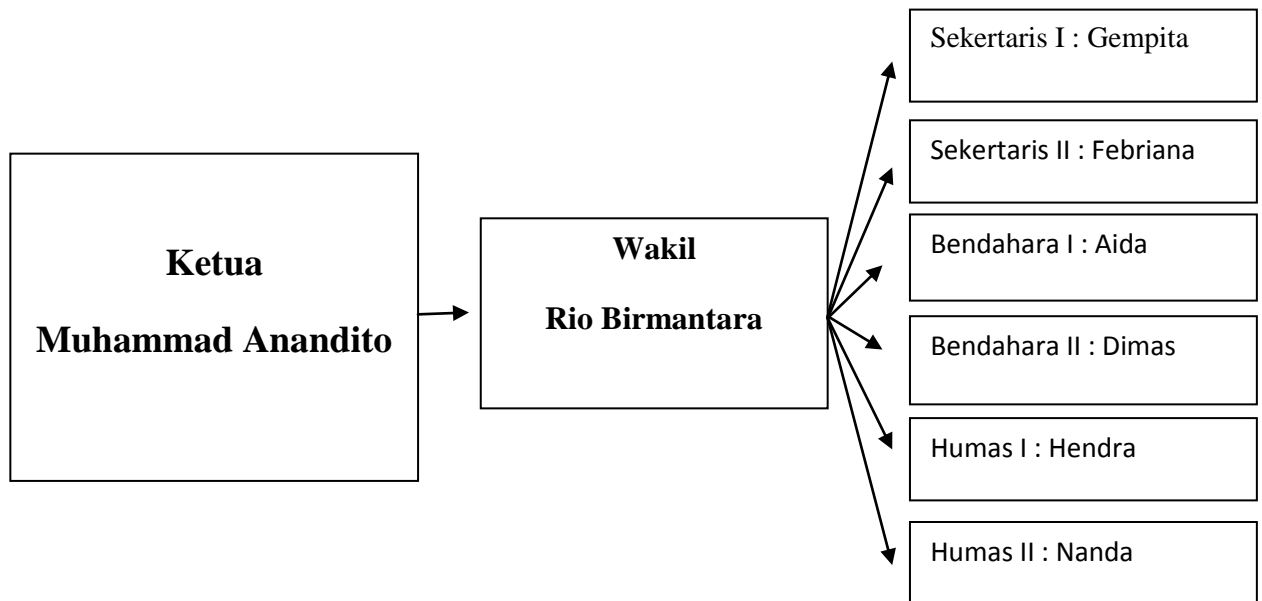 Ketua
Muhammad Anandito
Wakil
Rio Birmantara
Sekertaris I : Gempita
Sekertaris II : Febriana
Bendahara I : Aida
Bendahara II : Dimas
Humas I : Hendra
Humas II : Nanda